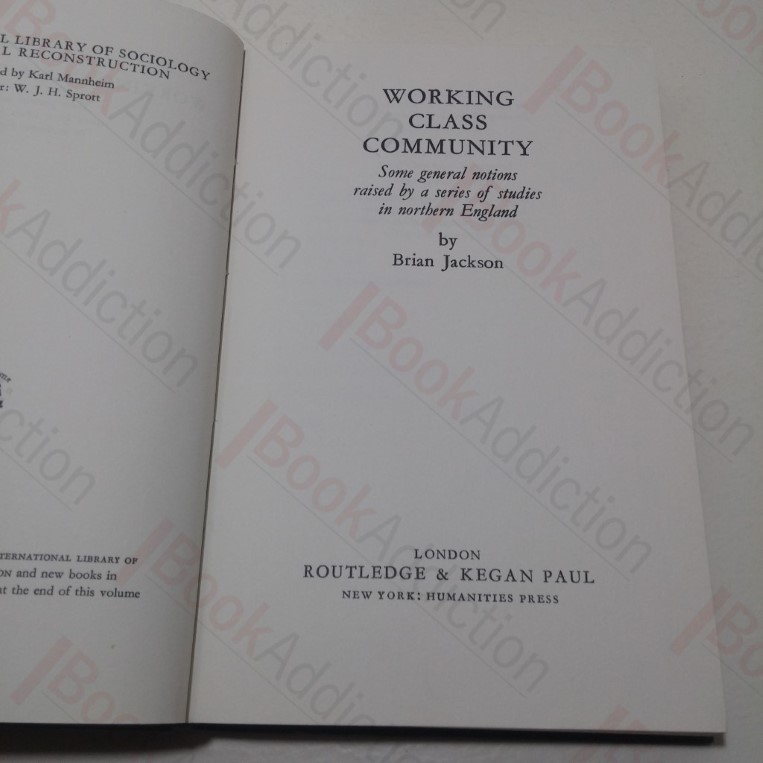 L LIBRARY OF SOCIOLOGY
L RECONSTRUCTION
d by Karl Mannheim
r: W. J. H. Sprott
TERNATIONAL LIBRARY OF
ON and new books in
at the end of this volume
WORKING
CLASS
COMMUNITY
Some general notions
raised by a series of studies
in northern England
by
Brian Jackson
LONDON
ROUTLEDGE & KEGAN PAUL
NEW YORK: HUMANITIES PRESS
BookAddiction